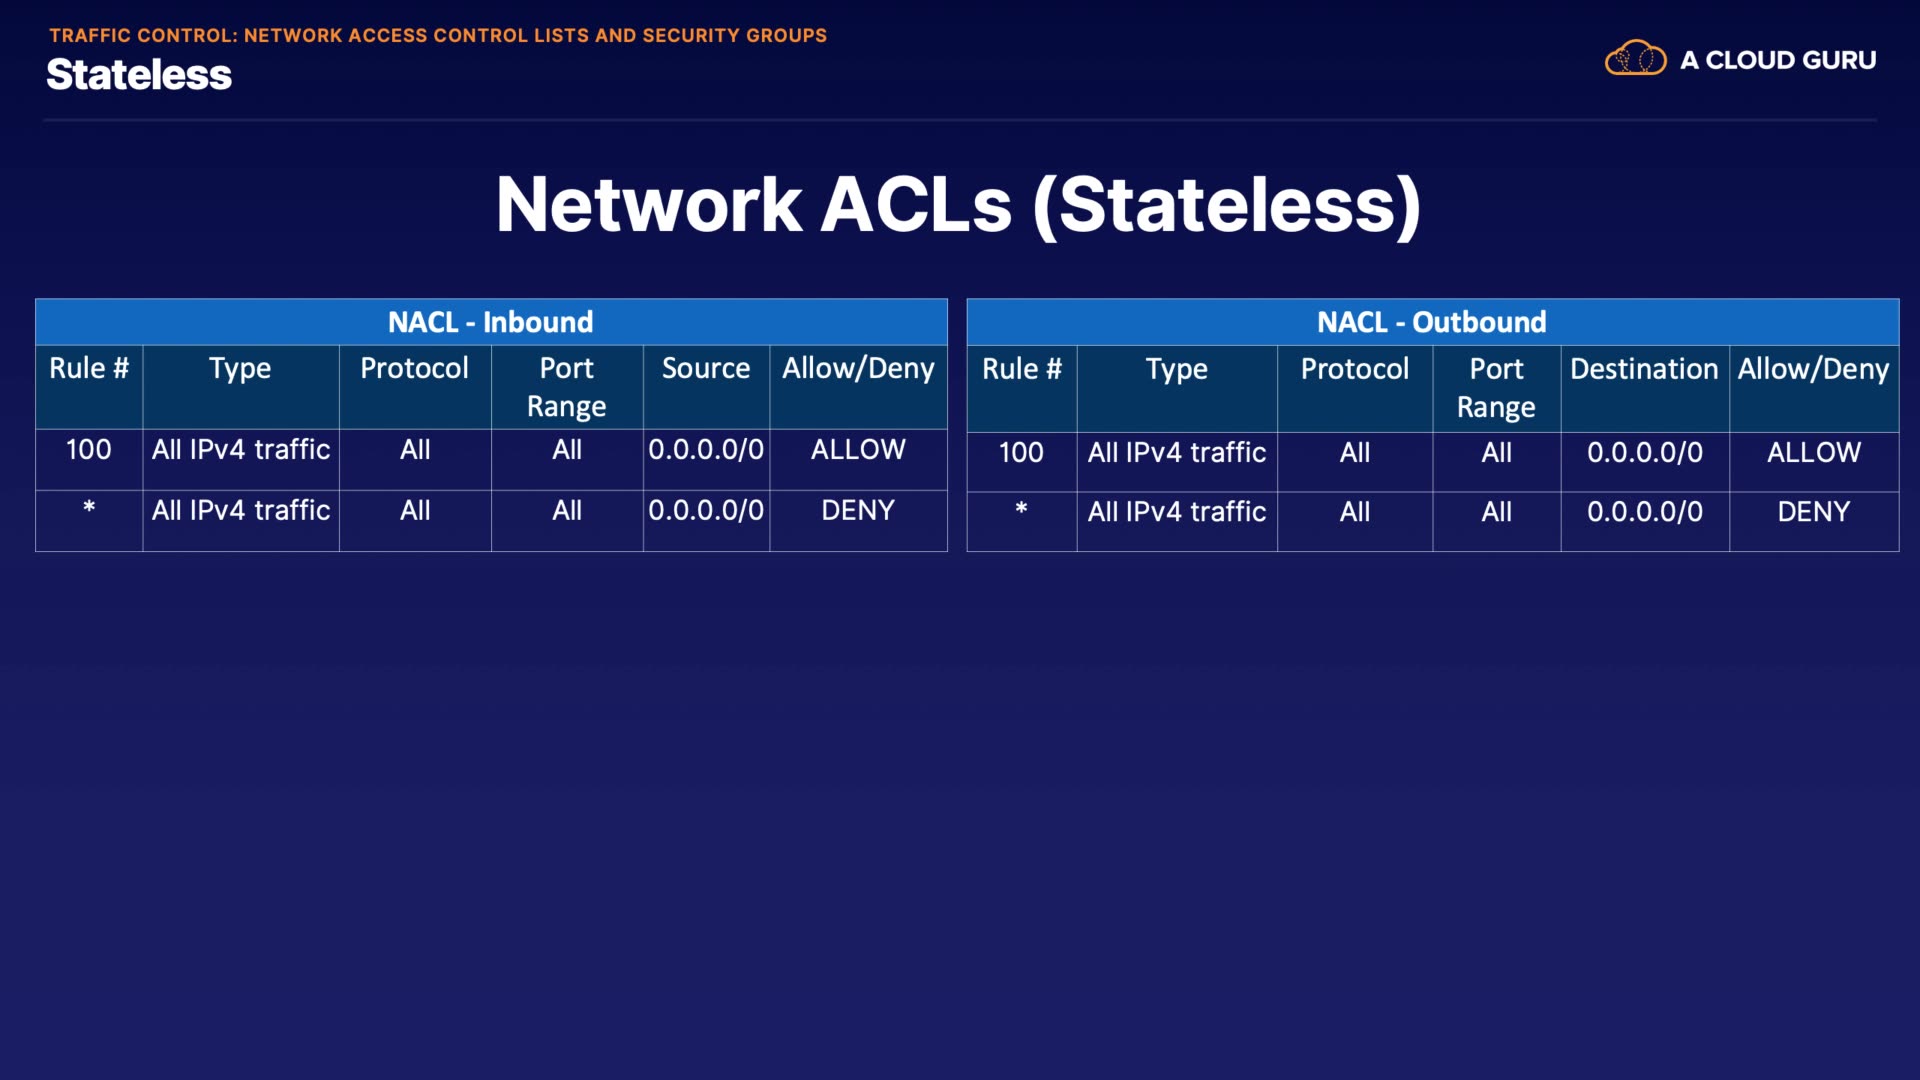 TRAFFIC CONTROL: NETWORK ACCESS CONTROL LISTS AND SECURITY GROUPS
Stateless
A CLOUD GURU
Network ACLs (Stateless)
NACL - Inbound
Rule # Type Protocol Port Range Source Allow/Deny
100 All IPv4 traffic All All 0.0.0.0/0 ALLOW
* All IPv4 traffic All All 0.0.0.0/0 DENY
NACL - Outbound
Rule # Type Protocol Port Range Destination Allow/Deny
100 All IPv4 traffic All All 0.0.0.0/0 ALLOW
* All IPv4 traffic All All 0.0.0.0/0 DENY